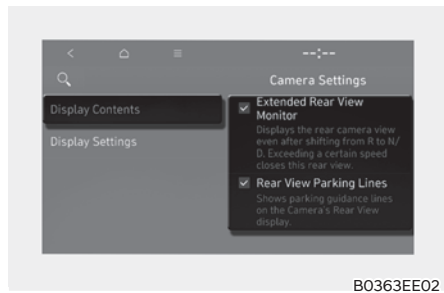 --:--
Camera Settings
Display Contents
Display Settings
Extended Rear View
Monitor
Displays the rear camera view
even after shifting from R to N/
D. Exceeding a certain speed
closes this rear view.
Rear View Parking Lines
Shows parking guidance lines
on the Camera's Rear View
display.
B0363EE02